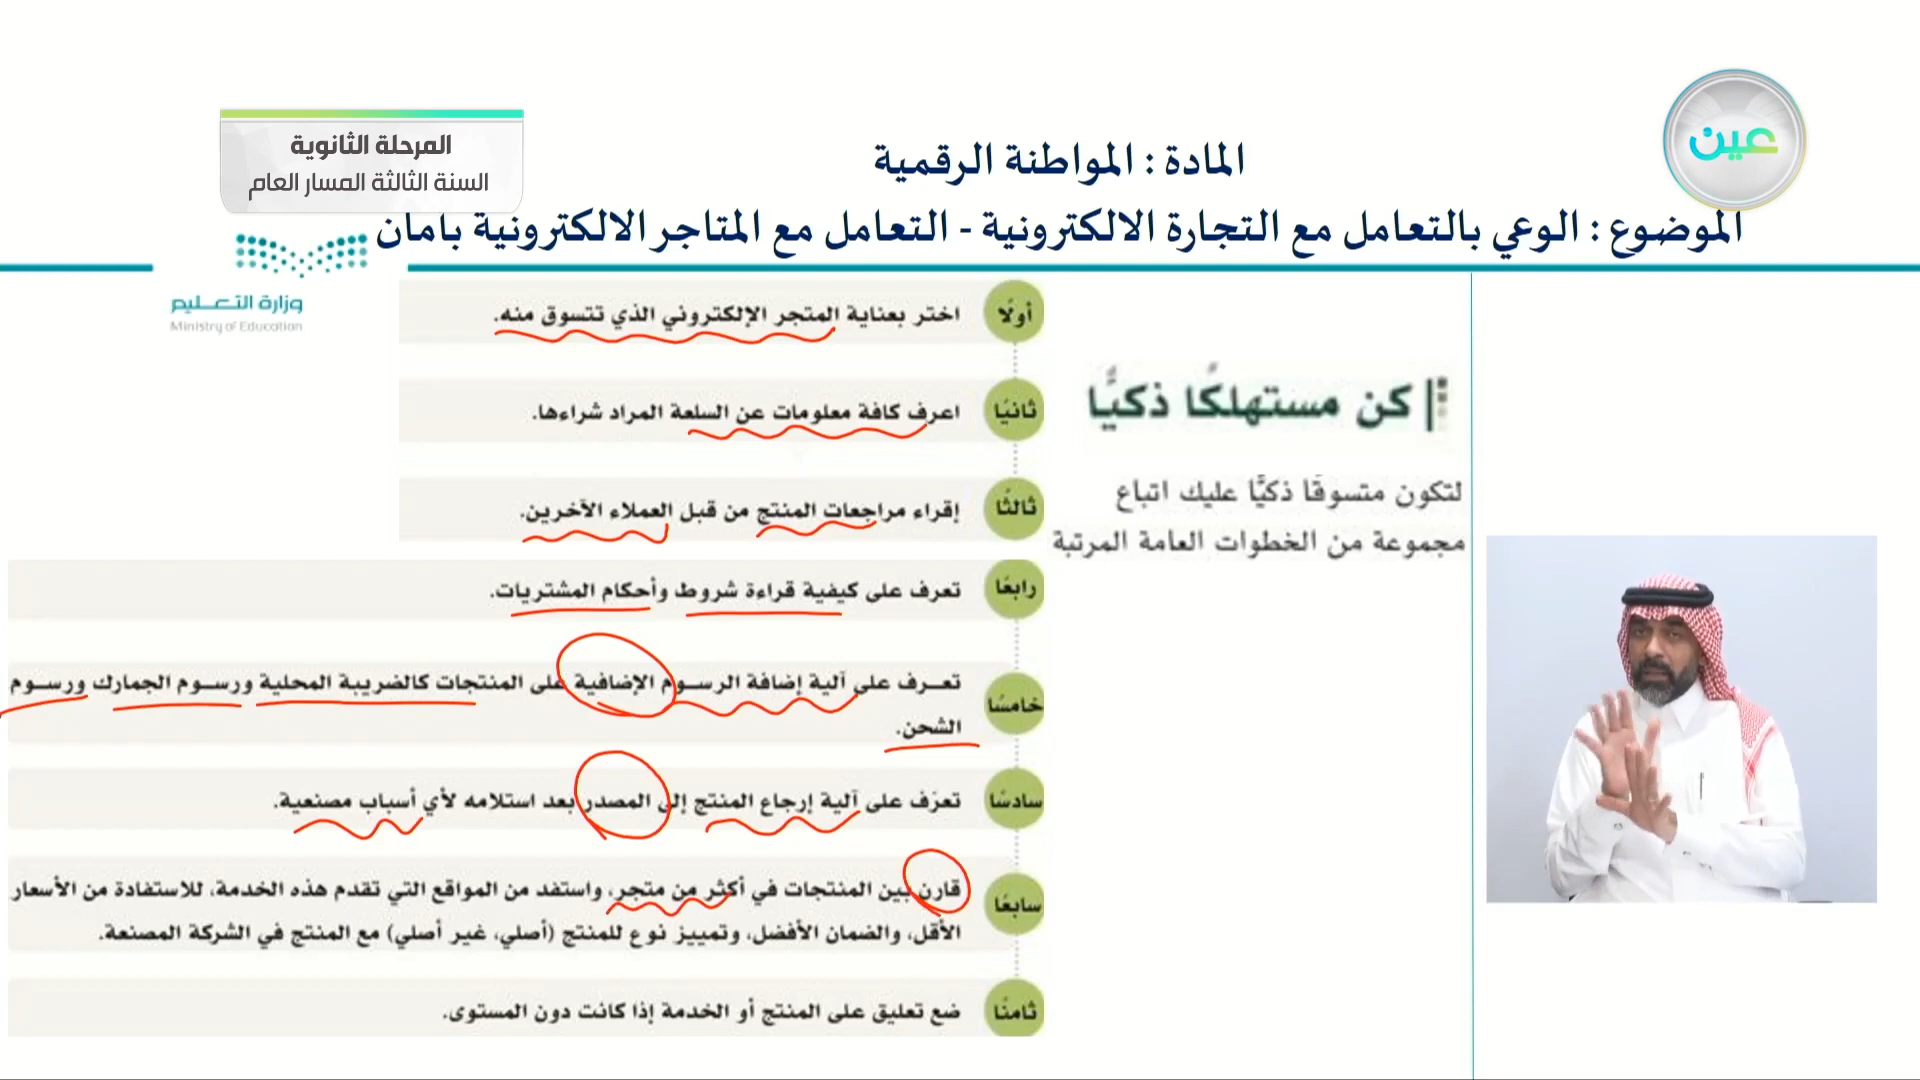 المرحلة الثانوية
السنة الثالثة المسار العام
عين
المادة : المواطنة الرقمية
الموضوع : الوعي بالتعامل مع التجارة الالكترونية - التعامل مع المتاجر الالكترونية بامان
وزارة التعـــليم
Ministry of Education
كن مستهلكًا ذكيًّا
لتكون متسوقًا ذكيًّا عليك اتباع
مجموعة من الخطوات العامة المرتبة
أولًا
اختر بعناية المتجر الإلكتروني الذي تتسوق منه.
ثانيًا
اعرف كافة معلومات عن السلعة المراد شراءها.
ثالثًا
إقراء مراجعات المنتج من قبل العملاء الآخرين.
رابعًا
تعرف على كيفية قراءة شروط وأحكام المشتريات.
خامسًا
تعــرف على آلية إضافة الرســوم الإضافية على المنتجات كالضريبة المحلية ورســوم الجمارك ورســوم
الشحن.
سادسًا
تعرّف على آلية إرجاع المنتج إلى المصدر بعد استلامه لأي أسباب مصنعية.
سابعًا
قارن بين المنتجات في أكثر من متجر، واستفد من المواقع التي تقدم هذه الخدمة، للاستفادة من الأسعار
الأقل، والضمان الأفضل، وتمييز نوع للمنتج (أصلي، غير أصلي) مع المنتج في الشركة المصنعة.
ثامنًا
ضع تعليق على المنتج أو الخدمة إذا كانت دون المستوى.